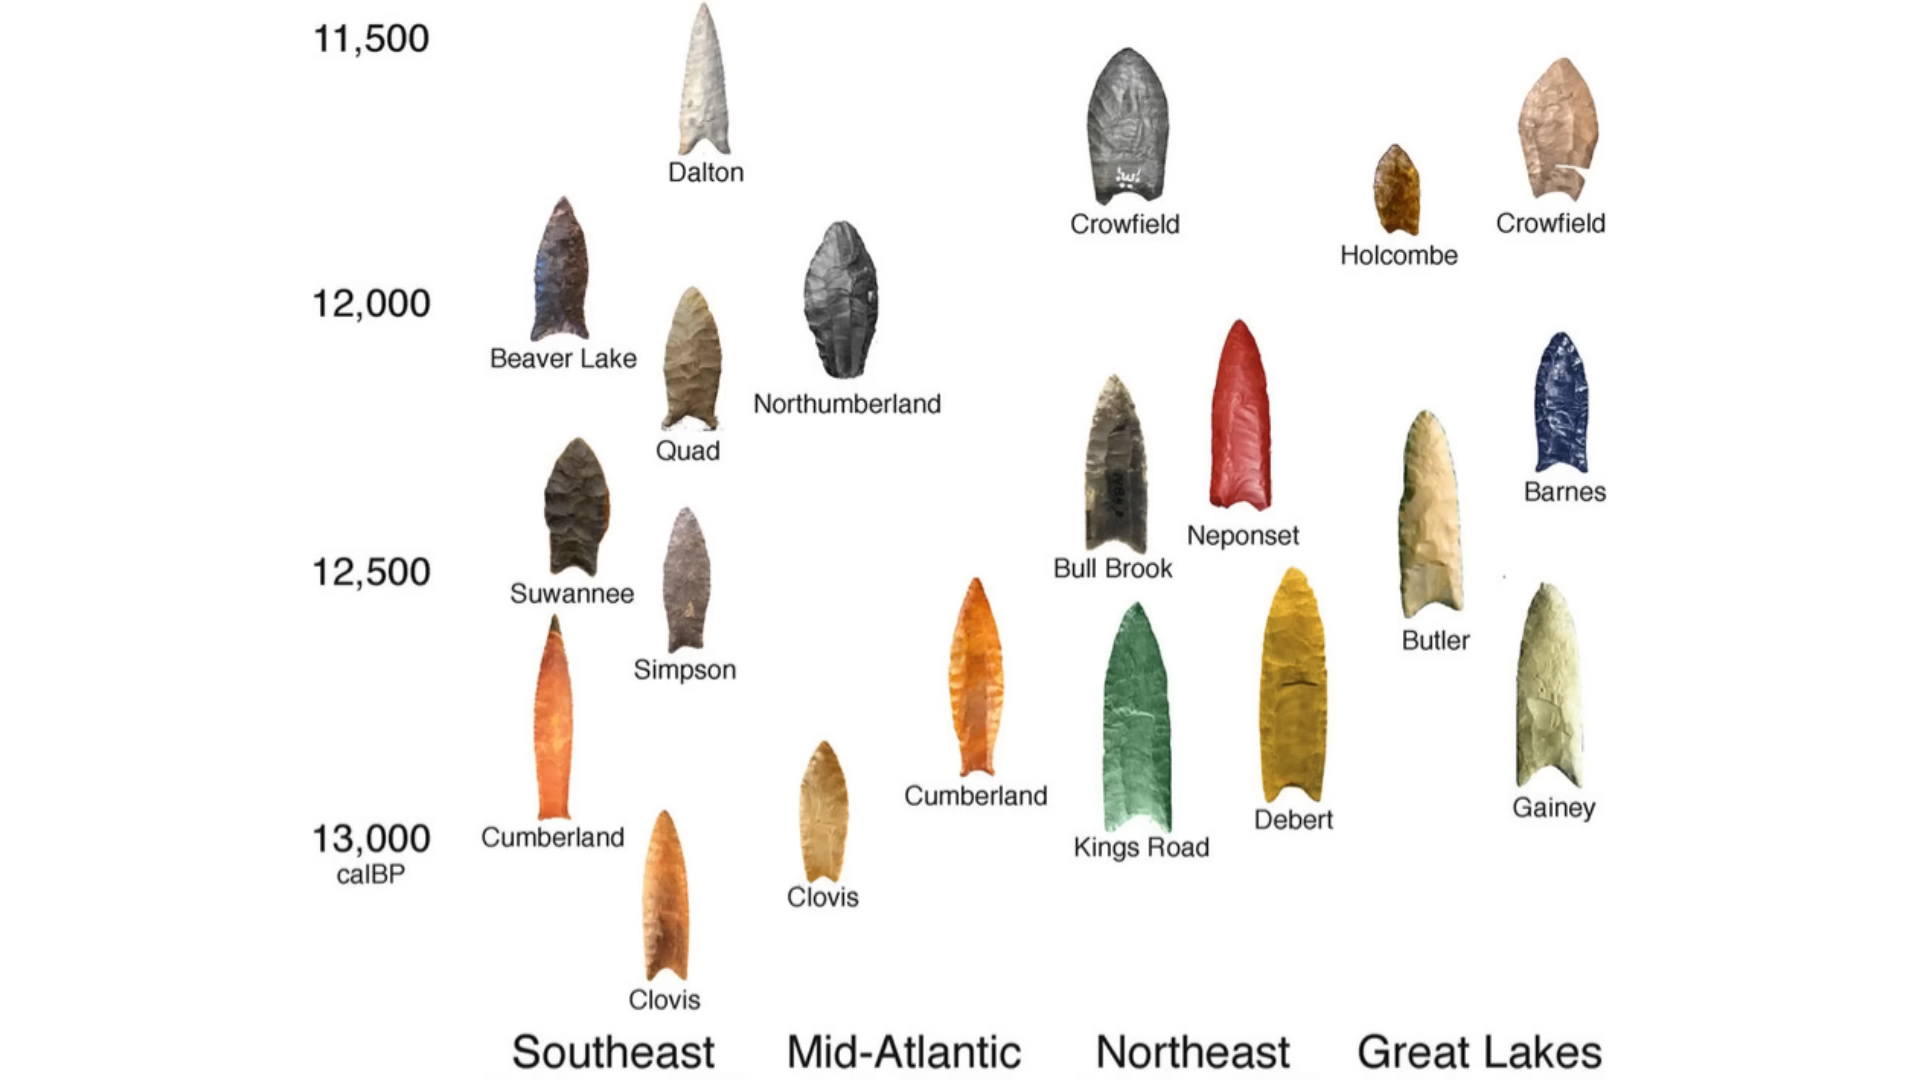 11,500
Dalton
Crowfield
Crowfield
Holcombe
12,000
Beaver Lake
Northumberland
Quad
Barnes
Neponset
Bull Brook
12,500
Suwannee
Butler
Simpson
Cumberland
Gainey
Debert
13,000
calBP
Cumberland
Kings Road
Clovis
Clovis
Southeast
Mid-Atlantic
Northeast
Great Lakes